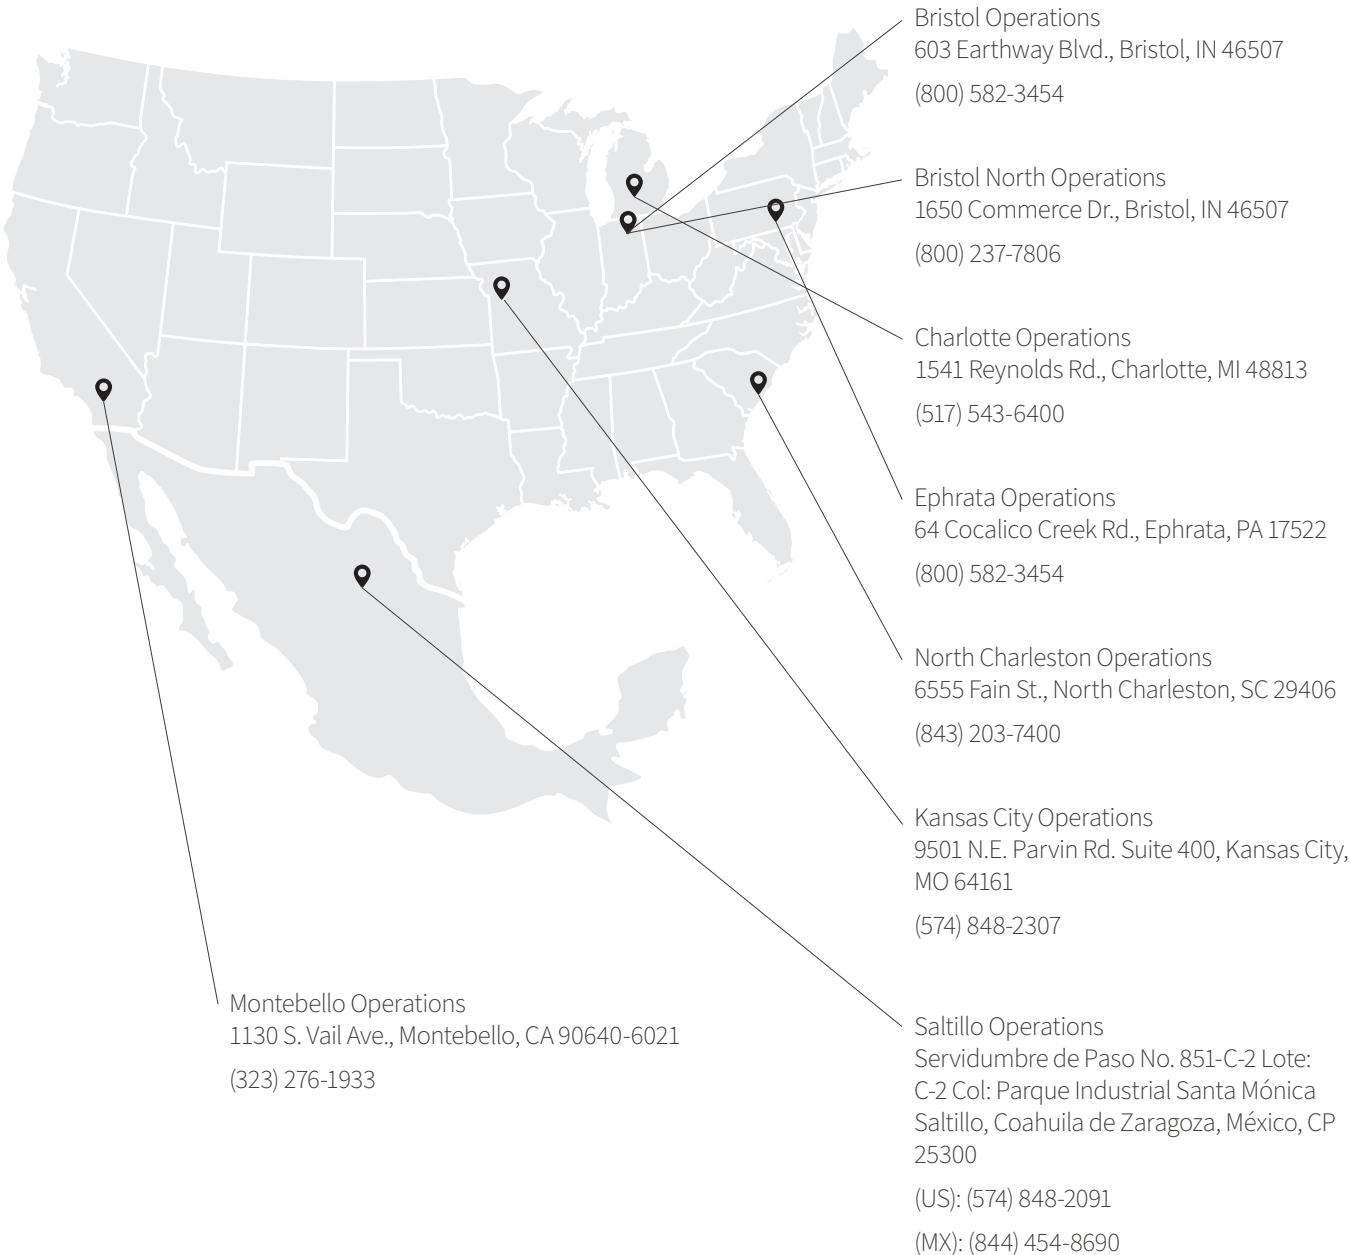 Bristol Operations
603 Earthway Blvd., Bristol, IN 46507
(800) 582-3454
Bristol North Operations
1650 Commerce Dr., Bristol, IN 46507
(800) 237-7806
Charlotte Operations
1541 Reynolds Rd., Charlotte, MI 48813
(517) 543-6400
Ephrata Operations
64 Cocalico Creek Rd., Ephrata, PA 17522
(800) 582-3454
North Charleston Operations
6555 Fain St., North Charleston, SC 29406
(843) 203-7400
Kansas City Operations
9501 N.E. Parvin Rd. Suite 400, Kansas City,
MO 64161
(574) 848-2307
Montebello Operations
1130 S. Vail Ave., Montebello, CA 90640-6021
(323) 276-1933
Saltillo Operations
Servidumbre de Paso No. 851-C-2 Lote:
C-2 Col: Parque Industrial Santa Mónica
Saltillo, Coahuila de Zaragoza, México, CP
25300
(US): (574) 848-2091
(MX): (844) 454-8690